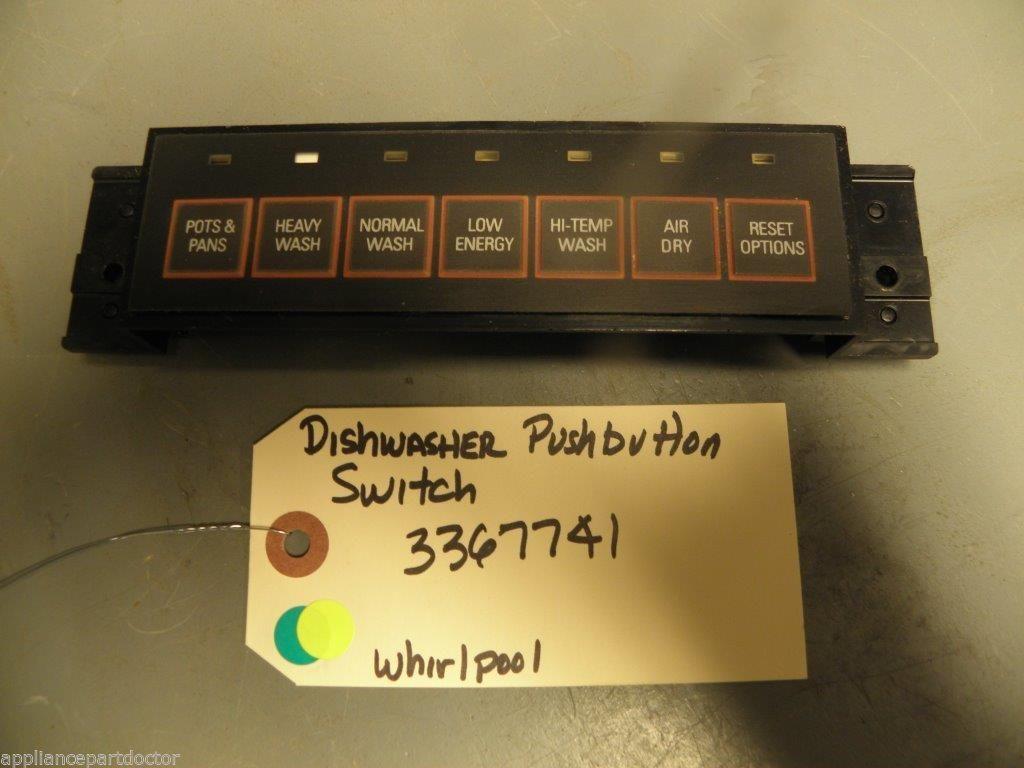 POTS & PANS
HEAVY WASH
NORMAL WASH
LOW ENERGY
HI-TEMP WASH
AIR DRY
RESET OPTIONS
DISHWASHER Pushbutton
Switch
3367741
Whirlpool
appliancepartdoctor